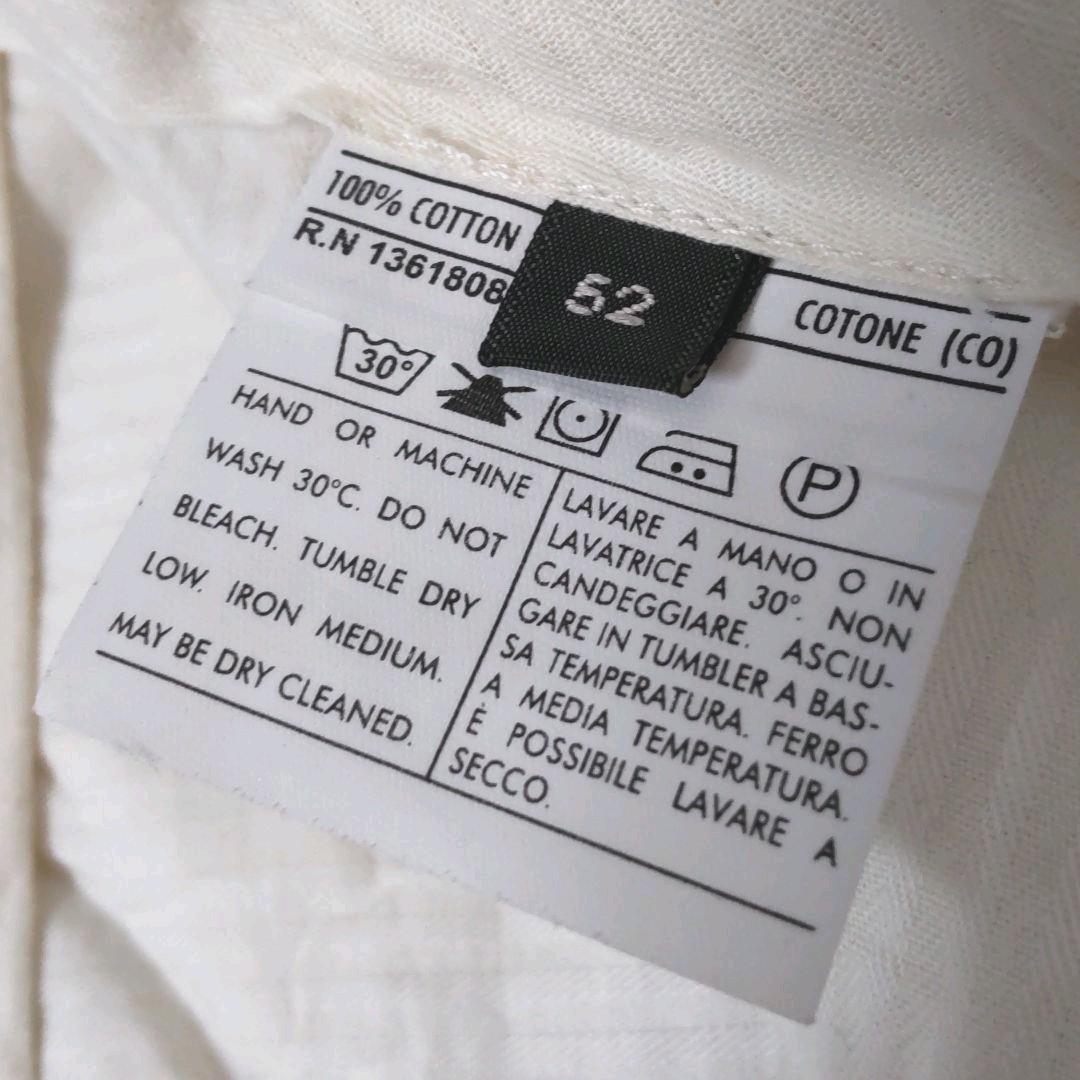 100% COTTON
R.N 1361808
52
COTONE (CO)
30°
P
HAND OR MACHINE
WASH 30°C. DO NOT
BLEACH. TUMBLE DRY
LOW. IRON MEDIUM.
MAY BE DRY CLEANED.
LAVARE A MANO O IN
LAVATRICE A 30°. NON
CANDEGGIARE. ASCIU-
GARE IN TUMBLER A BAS-
SA TEMPERATURA. FERRO
A MEDIA TEMPERATURA.
È POSSIBILE LAVARE A
SECCO.